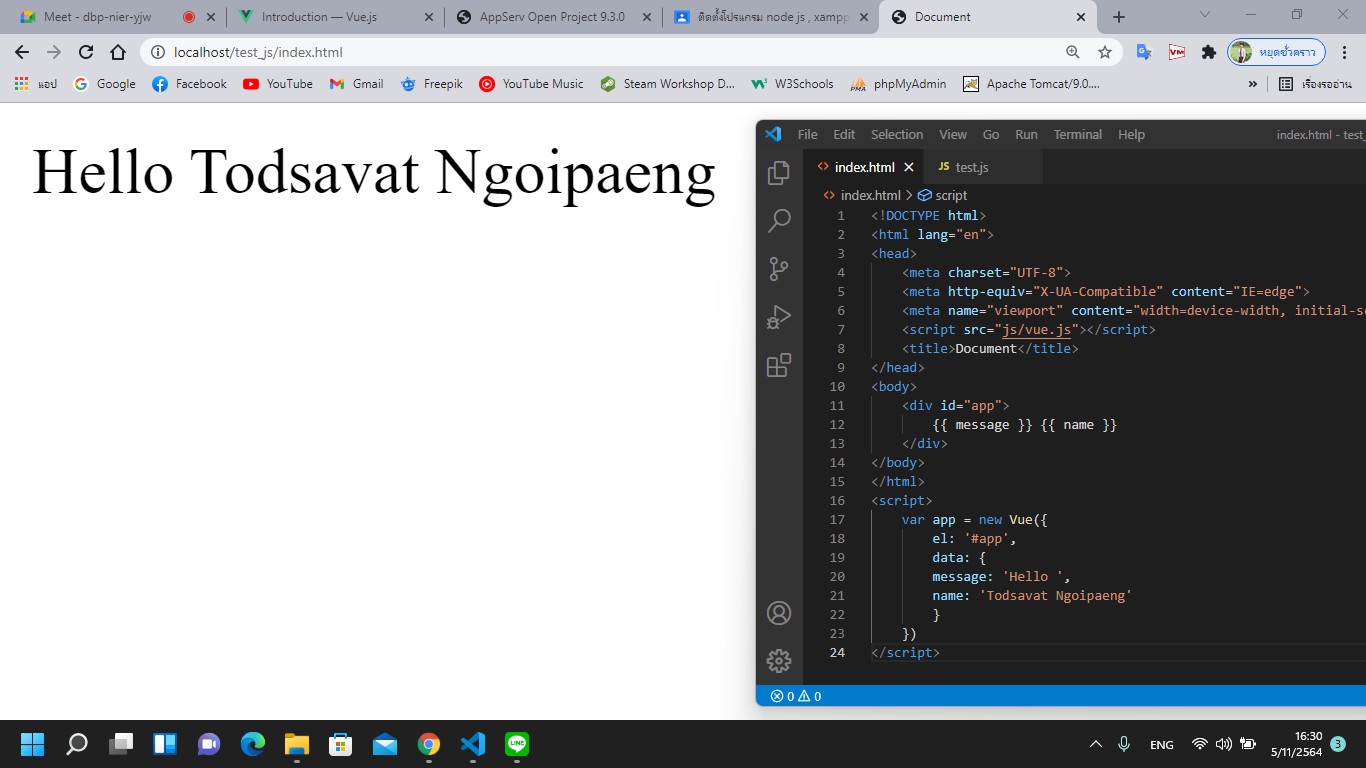 Meet - dbp-nier-yjw
Introduction — Vue.js
AppServ Open Project 9.3.0
ติดตั้งโปรแกรม node js , xampp
Document
localhost/test_js/index.html
หยุดชั่วคราว
แอป
Google
Facebook
YouTube
Gmail
Freepik
YouTube Music
Steam Workshop D...
W3Schools
phpMyAdmin
Apache Tomcat/9.0....
»
เรื่องรออ่าน
Hello Todsavat Ngoipaeng
File Edit Selection View Go Run Terminal Help index.html - test_
index.html
JS test.js
index.html > script
1 <!DOCTYPE html>
2 <html lang="en">
3 <head>
4 <meta charset="UTF-8">
5 <meta http-equiv="X-UA-Compatible" content="IE=edge">
6 <meta name="viewport" content="width=device-width, initial-s
7 <script src="js/vue.js"></script>
8 <title>Document</title>
9 </head>
10 <body>
11 <div id="app">
12 {{ message }} {{ name }}
13 </div>
14 </body>
15 </html>
16 <script>
17 var app = new Vue({
18 el: '#app',
19 data: {
20 message: 'Hello ',
21 name: 'Todsavat Ngoipaeng'
22 }
23 })
24 </script>
0 0
LINE
ENG
16:30
5/11/2564
3